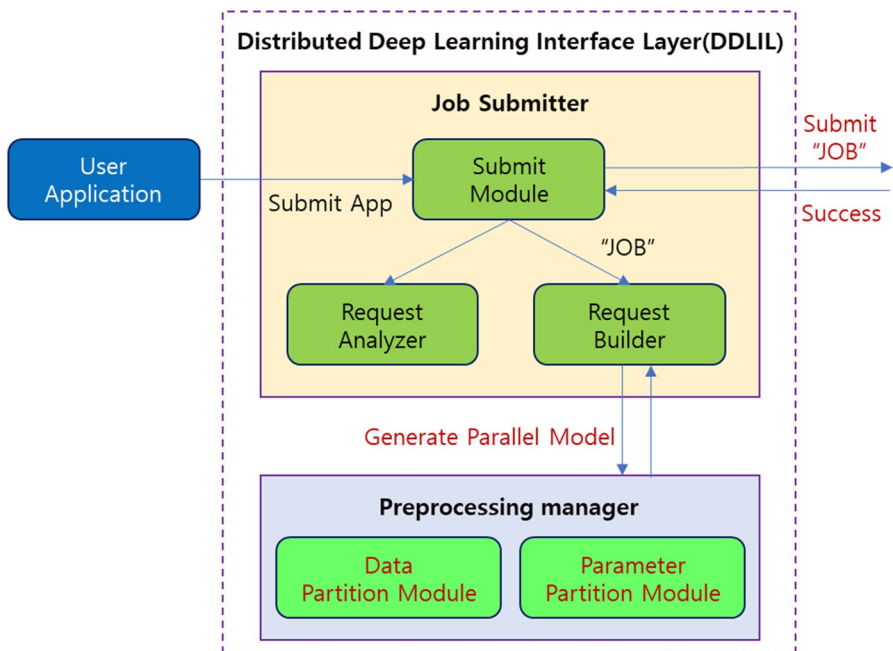 Distributed Deep Learning Interface Layer(DDLIL)
Job Submitter
User
Application
Submit App
Submit
Module
Submit
“JOB”
Success
“JOB”
Request
Analyzer
Request
Builder
Generate Parallel Model
Preprocessing manager
Data
Partition Module
Parameter
Partition Module